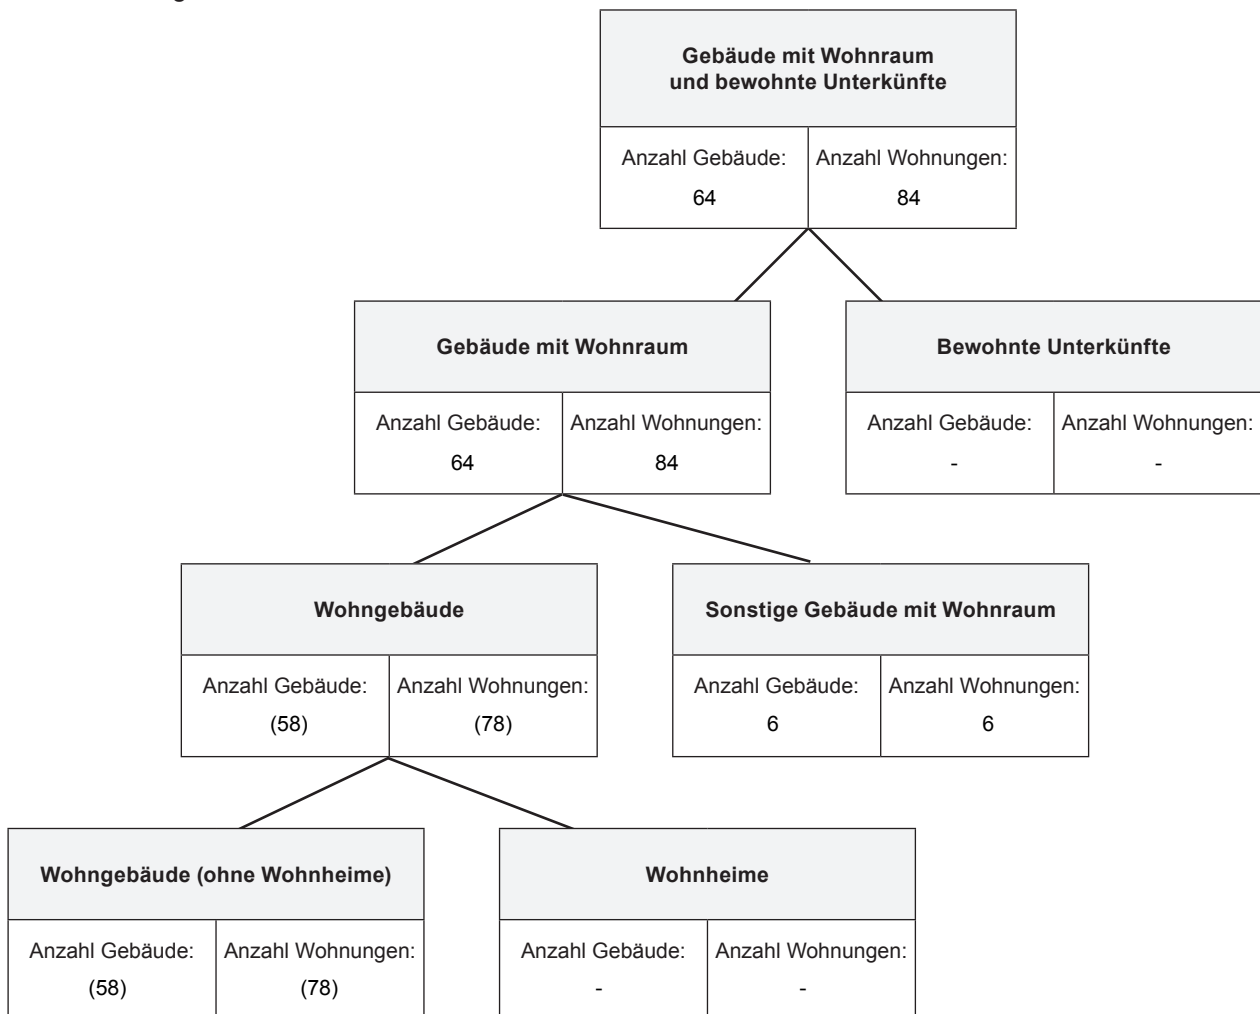 Gebäude mit Wohnraum
und bewohnte Unterkünfte
Anzahl Gebäude: Anzahl Wohnungen:
64 84
Gebäude mit Wohnraum Bewohnte Unterkünfte
Anzahl Gebäude: Anzahl Wohnungen: Anzahl Gebäude: Anzahl Wohnungen:
64 84 - -
Wohngebäude Sonstige Gebäude mit Wohnraum
Anzahl Gebäude: Anzahl Wohnungen: Anzahl Gebäude: Anzahl Wohnungen:
(58) (78) 6 6
Wohngebäude (ohne Wohnheime) Wohnheime
Anzahl Gebäude: Anzahl Wohnungen: Anzahl Gebäude: Anzahl Wohnungen:
(58) (78) - -